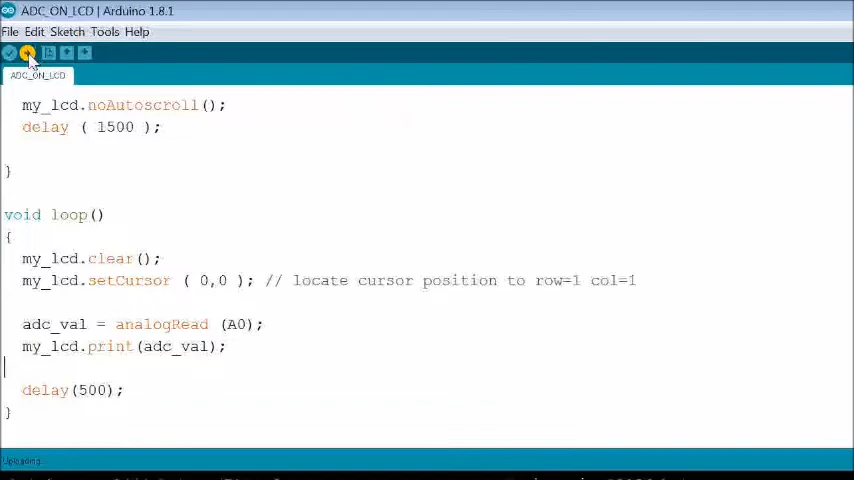 ADC_ON_LCD | Arduino 1.8.1
File Edit Sketch Tools Help
ADC_ON_LCD
my_lcd.noAutoscroll();
delay ( 1500 );
}
void loop()
{
my_lcd.clear();
my_lcd.setCursor ( 0,0 ); // locate cursor position to row=1 col=1
adc_val = analogRead (A0);
my_lcd.print(adc_val);
delay(500);
}
Uploading...